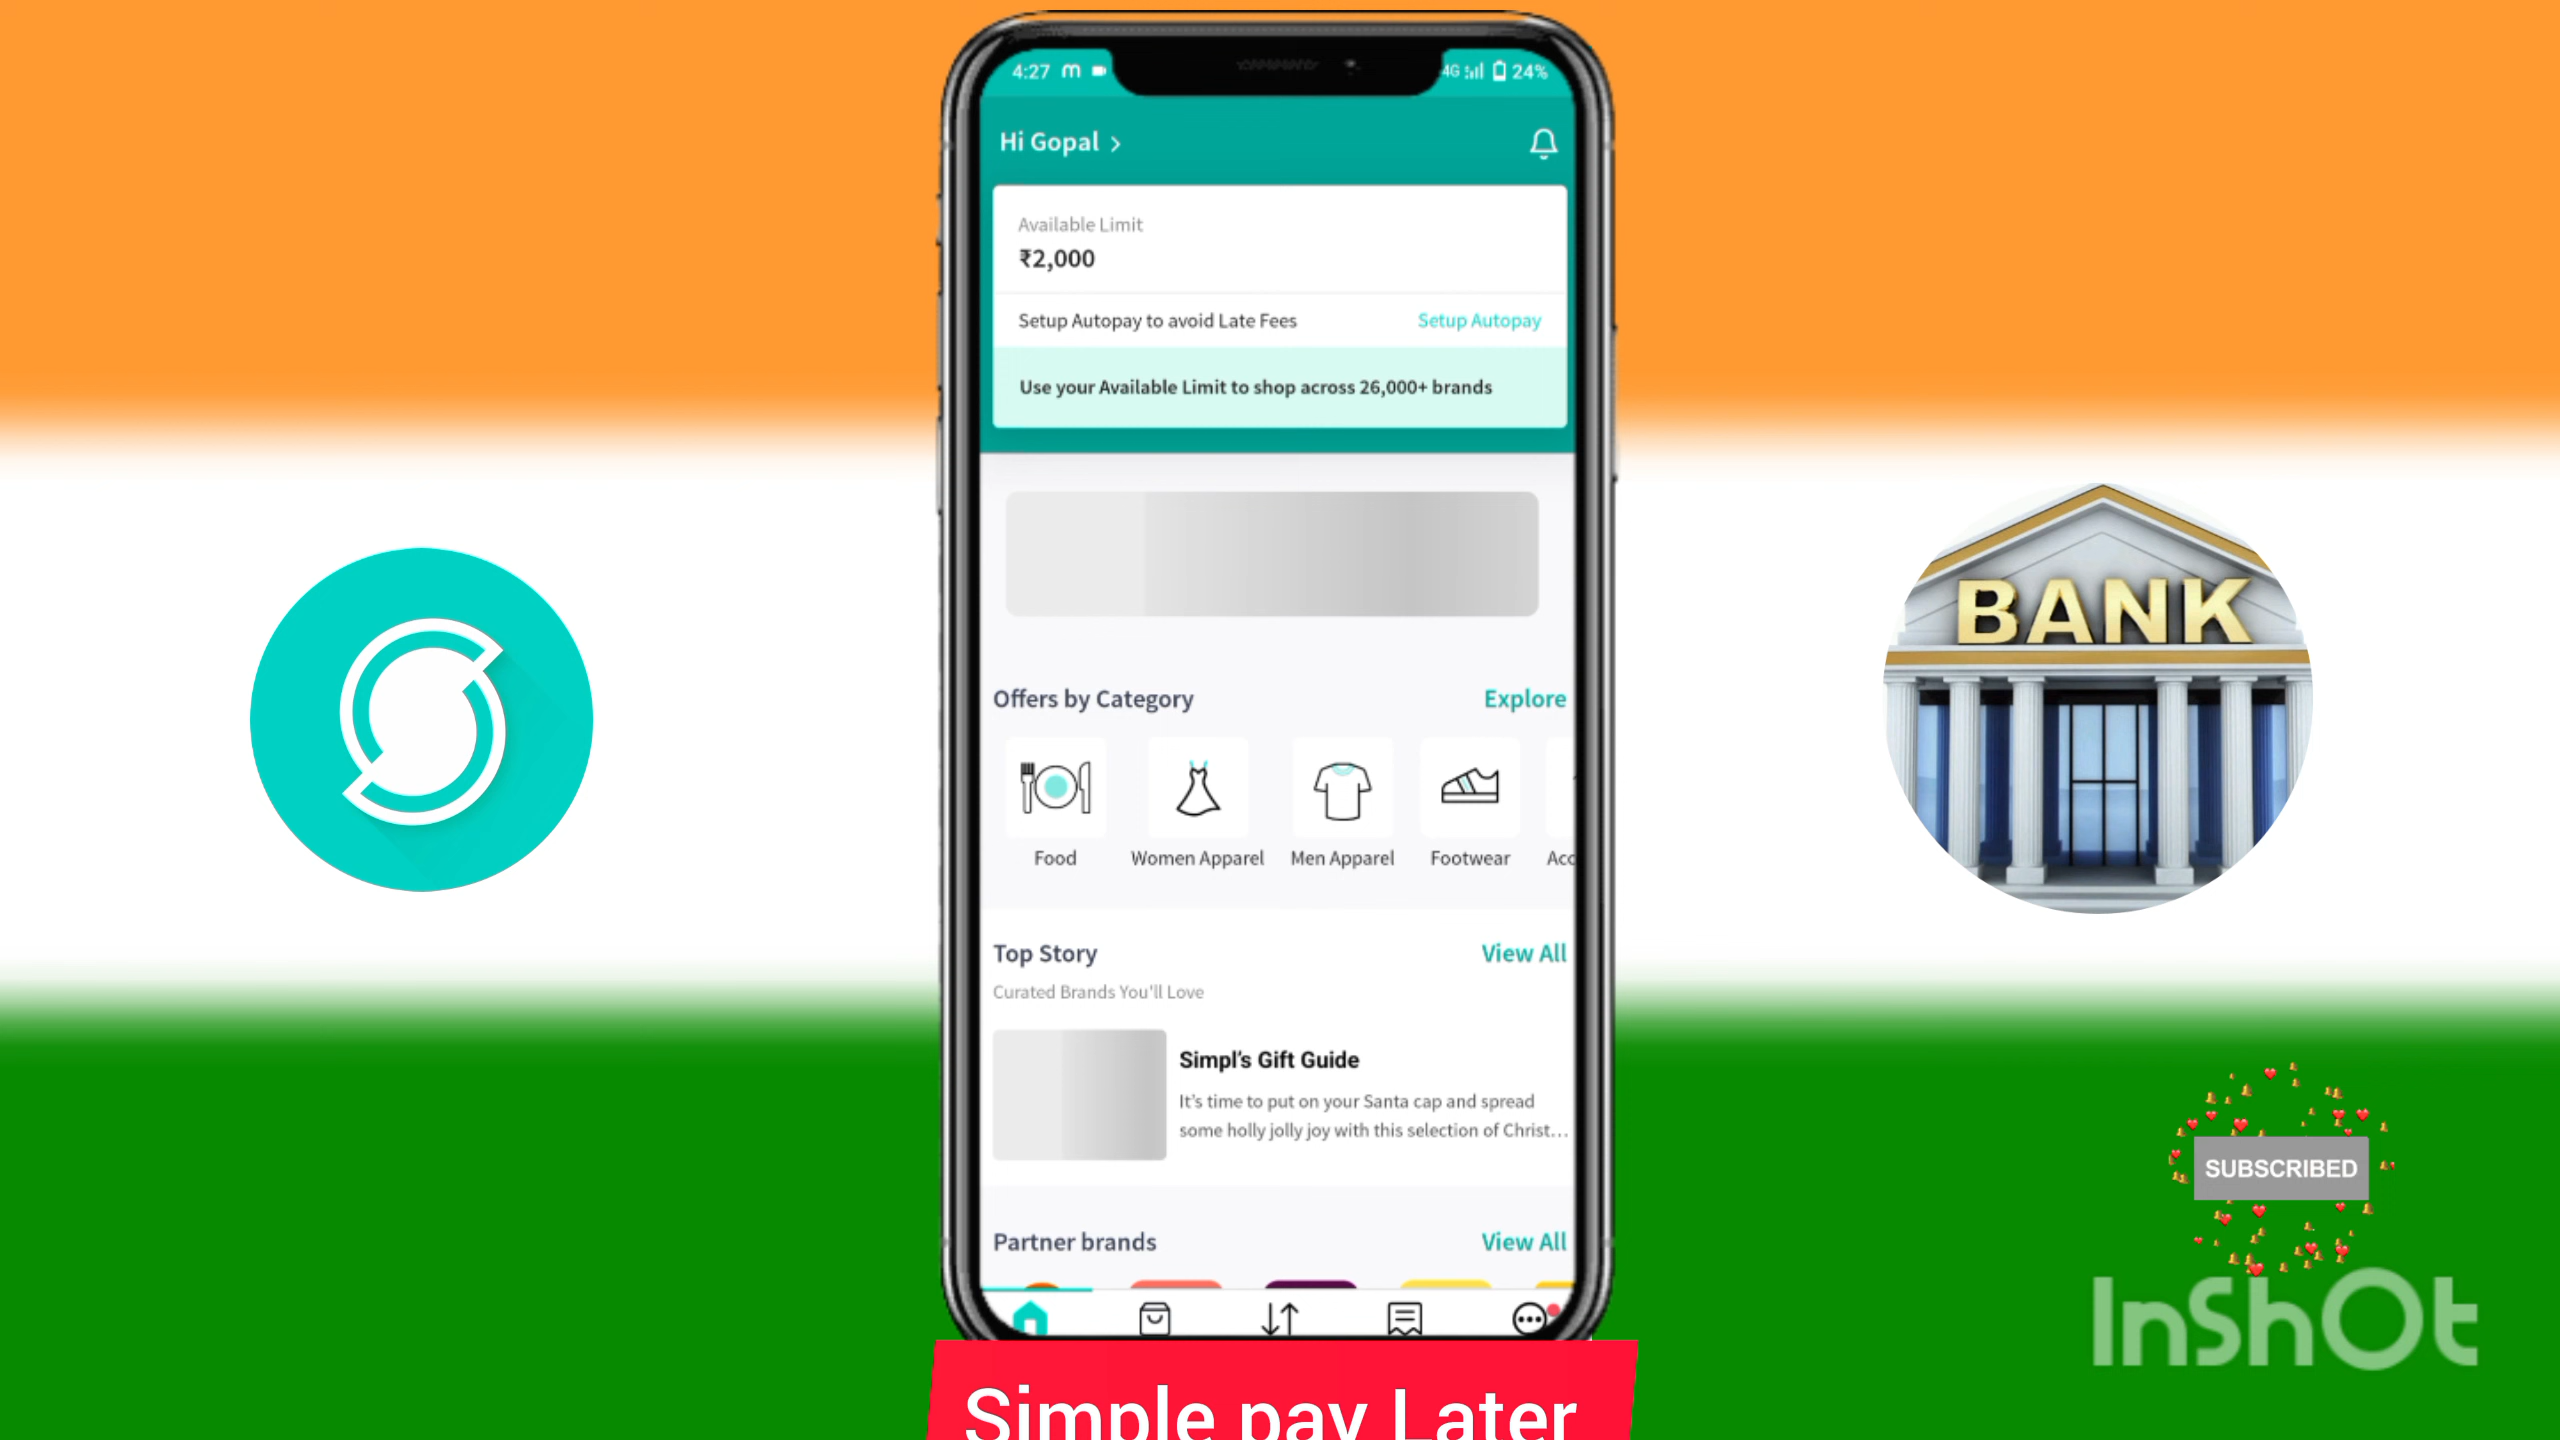 4:27
4G 24%
Hi Gopal
Available Limit
₹2,000
Setup Autopay to avoid Late Fees Setup Autopay
Use your Available Limit to shop across 26,000+ brands
BANK
Offers by Category Explore
Food Women Apparel Men Apparel Footwear Acc
Top Story View All
Curated Brands You'll Love
Simpl's Gift Guide
It's time to put on your Santa cap and spread
some holly jolly joy with this selection of Christ...
SUBSCRIBED
Partner brands View All
InShOt
Simple pay Later